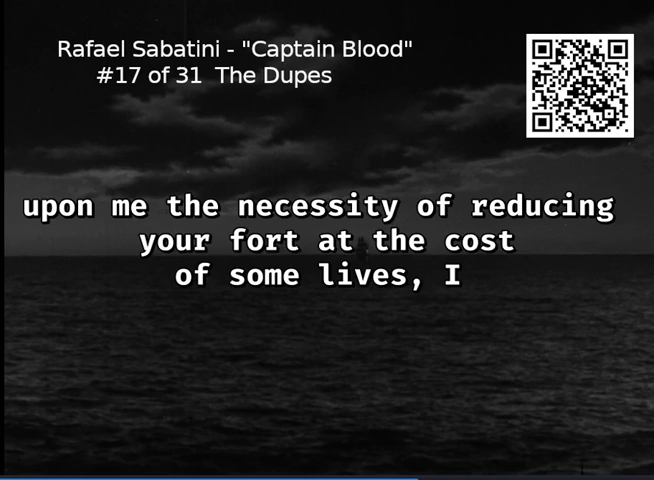 Rafael Sabatini - "Captain Blood"
#17 of 31  The Dupes
upon me the necessity of reducing
your fort at the cost
of some lives, I